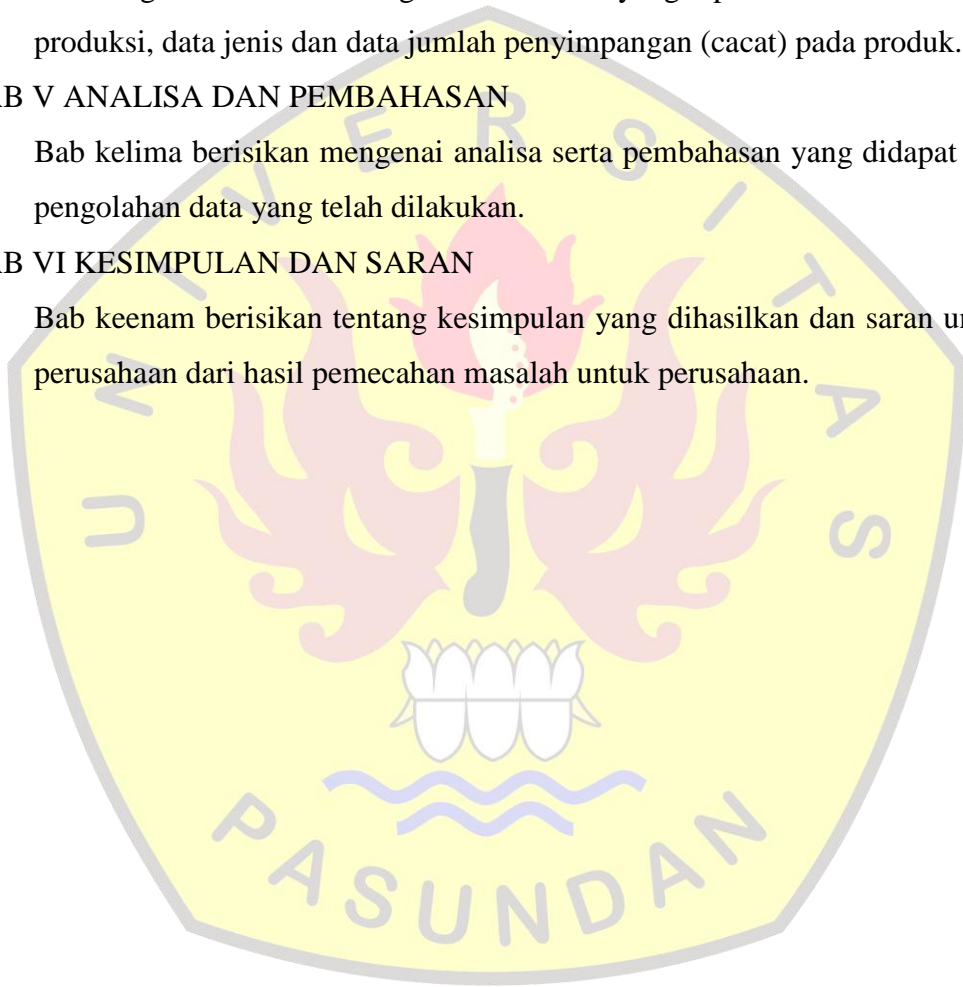 produksi, data jenis dan data jumlah penyimpangan (cacat) pada produk.
AB V ANALISA DAN PEMBAHASAN
Bab kelima berisikan mengenai analisa serta pembahasan yang didapat
pengolahan data yang telah dilakukan.
AB VI KESIMPULAN DAN SARAN
Bab keenam berisikan tentang kesimpulan yang dihasilkan dan saran
perusahaan dari hasil pemecahan masalah untuk perusahaan.
UNIVERSITAS
PASUNDAN